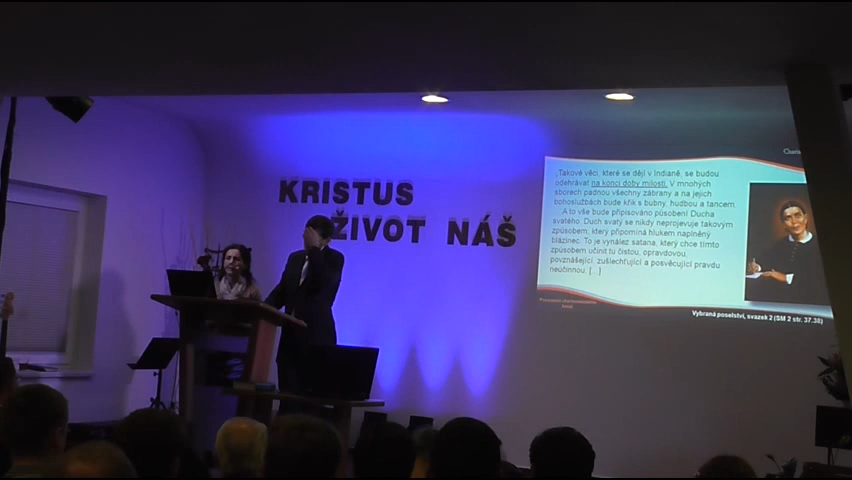 KRISTUS
ŽIVOT NÁŠ
„Takové věci, které se dějí v Indianě, se budou
odehrávat na konci doby milosti. V mnohých
sborech padnou všechny zábrany a na jejich
bohoslužbách bude křik s bubny, hudbou a tancem.
A to vše bude připisováno působení Ducha
svatého. Duch svatý se nikdy neprojevuje takovým
způsobem, který připomíná hlukem naplněný
blázinec. To je vynález satana, který chce tímto
způsobem učinit tu čistou, opravdovou,
povznášející, zušlechťující a posvěcující pravdu
neúčinnou. [...]
Vybraná poselství, svazek 2 (SM 2 str. 37.38)